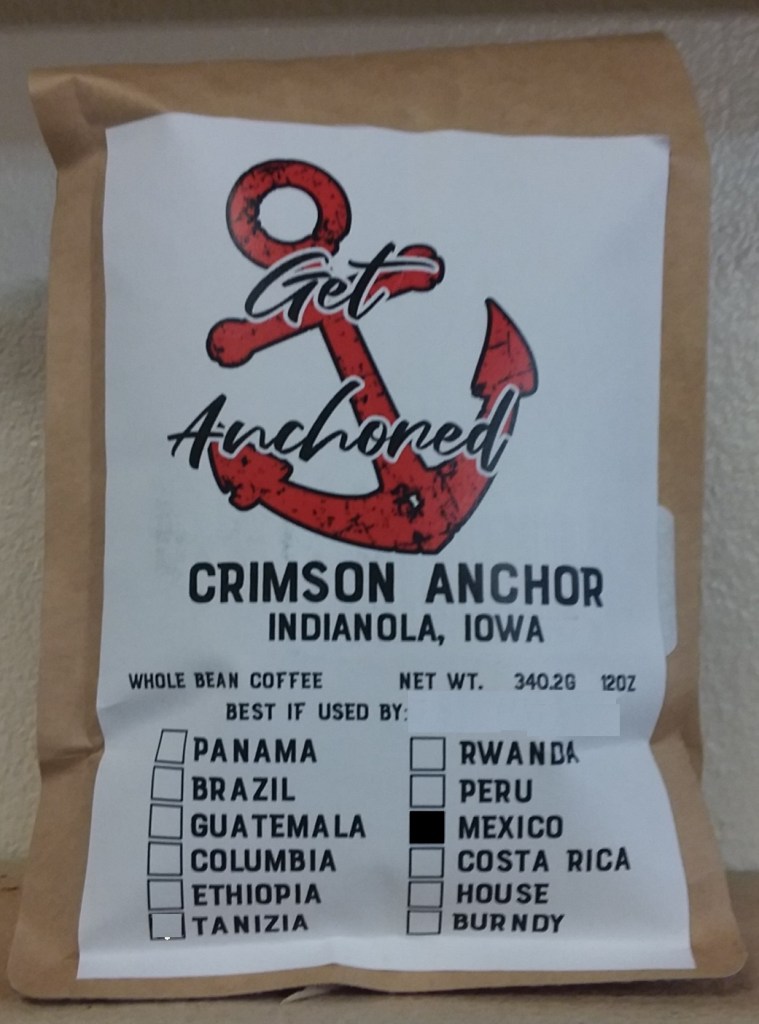 Get
Anchored
CRIMSON ANCHOR
INDIANOLA, IOWA
WHOLE BEAN COFFEE NET WT. 340.2G 12OZ
BEST IF USED BY:
PANAMA RWANDA
BRAZIL PERU
GUATEMALA MEXICO
COLUMBIA COSTA RICA
ETHIOPIA HOUSE
TANIZIA BURNDY